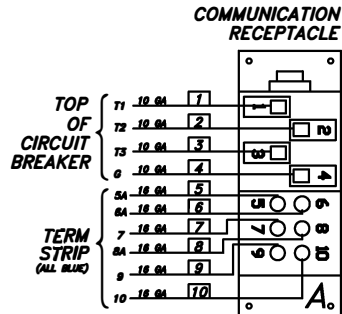 COMMUNICATION
RECEPTACLE
TOP
OF
CIRCUIT
BREAKER
T1 10 GA 1
T2 10 GA 2
T3 10 GA 3
G 10 GA 4
TERM
STRIP
(ALL BLUE)
5A 16 GA 5
6A 16 GA 6
7 16 GA 7
8A 16 GA 8
9 16 GA 9
10 16 GA 10
1
2
3
4
5 6
7 8
9 10
A